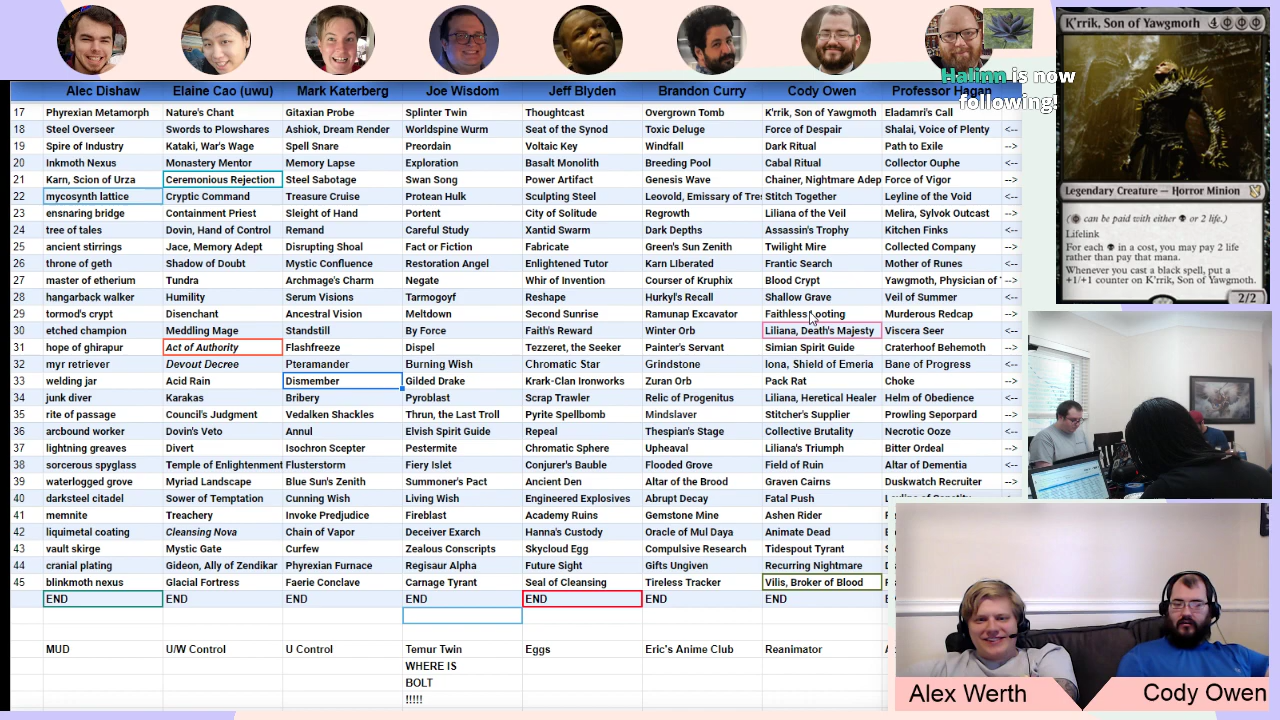 Alec Dishaw Elaine Cao (uwu) Mark Katerberg Joe Wisdom Jeff Blyden Brandon Curry Cody Owen Professor Hagan
Halinn is now
following!
17 Phyrexian Metamorph Nature's Chant Gitaxian Probe Splinter Twin Thoughtcast Overgrown Tomb K'rrik, Son of Yawgmoth Eladamri's Call
18 Steel Overseer Swords to Plowshares Ashiok, Dream Render Worldspine Wurm Seat of the Synod Toxic Deluge Force of Despair Shalai, Voice of Plenty <--
19 Spire of Industry Kataki, War's Wage Spell Snare Preordain Voltaic Key Windfall Dark Ritual Path to Exile -->
20 Inkmoth Nexus Monastery Mentor Memory Lapse Exploration Basalt Monolith Breeding Pool Cabal Ritual Collector Ouphe <--
21 Karn, Scion of Urza Ceremonious Rejection Steel Sabotage Swan Song Power Artifact Genesis Wave Chainer, Nightmare Adep Force of Vigor -->
22 mycosynth lattice Cryptic Command Treasure Cruise Protean Hulk Sculpting Steel Leovold, Emissary of Tres Stitch Together Leyline of the Void <--
23 ensnaring bridge Containment Priest Sleight of Hand Portent City of Solitude Regrowth Liliana of the Veil Melira, Sylvok Outcast -->
24 tree of tales Dovin, Hand of Control Remand Careful Study Xantid Swarm Dark Depths Assassin's Trophy Kitchen Finks <--
25 ancient stirrings Jace, Memory Adept Disrupting Shoal Fact or Fiction Fabricate Green's Sun Zenith Twilight Mire Collected Company -->
26 throne of geth Shadow of Doubt Mystic Confluence Restoration Angel Enlightened Tutor Karn LIberated Frantic Search Mother of Runes <--
27 master of etherium Tundra Archmage's Charm Negate Whir of Invention Courser of Kruphix Blood Crypt Yawgmoth, Physician of -->
28 hangarback walker Humility Serum Visions Tarmogoyf Reshape Hurkyl's Recall Shallow Grave Veil of Summer <--
29 tormod's crypt Disenchant Ancestral Vision Meltdown Second Sunrise Ramunap Excavator Faithless Looting Murderous Redcap -->
30 etched champion Meddling Mage Standstill By Force Faith's Reward Winter Orb Liliana, Death's Majesty Viscera Seer <--
31 hope of ghirapur Act of Authority Flashfreeze Dispel Tezzeret, the Seeker Painter's Servant Simian Spirit Guide Craterhoof Behemoth -->
32 myr retriever Devout Decree Pteramander Burning Wish Chromatic Star Grindstone Iona, Shield of Emeria Bane of Progress <--
33 welding jar Acid Rain Dismember Gilded Drake Krark-Clan Ironworks Zuran Orb Pack Rat Choke -->
34 junk diver Karakas Bribery Pyroblast Scrap Trawler Relic of Progenitus Liliana, Heretical Healer Helm of Obedience <--
35 rite of passage Council's Judgment Vedalken Shackles Thrun, the Last Troll Pyrite Spellbomb Mindslaver Stitcher's Supplier Prowling Seporpard -->
36 arcbound worker Dovin's Veto Annul Elvish Spirit Guide Repeal Thespian's Stage Collective Brutality Necrotic Ooze <--
37 lightning greaves Divert Isochron Scepter Pestermite Chromatic Sphere Upheaval Liliana's Triumph Bitter Ordeal -->
38 sorcerous spyglass Temple of Enlightenment Flusterstorm Fiery Islet Conjurer's Bauble Flooded Grove Field of Ruin Altar of Dementia <--
39 waterlogged grove Myriad Landscape Blue Sun's Zenith Summoner's Pact Ancient Den Altar of the Brood Graven Cairns Duskwatch Recruiter -->
40 darksteel citadel Sower of Temptation Cunning Wish Living Wish Engineered Explosives Abrupt Decay Fatal Push
41 memnite Treachery Invoke Prejudice Fireblast Academy Ruins Gemstone Mine Ashen Rider
42 liquimetal coating Cleansing Nova Chain of Vapor Deceiver Exarch Hanna's Custody Oracle of Mul Daya Animate Dead
43 vault skirge Mystic Gate Curfew Zealous Conscripts Skycloud Egg Compulsive Research Tidespout Tyrant
44 cranial plating Gideon, Ally of Zendikar Phyrexian Furnace Regisaur Alpha Future Sight Gifts Ungiven Recurring Nightmare
45 blinkmoth nexus Glacial Fortress Faerie Conclave Carnage Tyrant Seal of Cleansing Tireless Tracker Vilis, Broker of Blood
END END END END END END END
MUD U/W Control U Control Temur Twin Eggs Eric's Anime Club Reanimator
WHERE IS
BOLT
!!!!!
K'rrik, Son of Yawgmoth 4
Legendary Creature — Horror Minion
( can be paid with either or 2 life.)
Lifelink
For each in a cost, you may pay 2 life
rather than pay that mana.
Whenever you cast a black spell, put a
+1/+1 counter on K'rrik, Son of Yawgmoth.
2/2
Alex Werth
Cody Owen